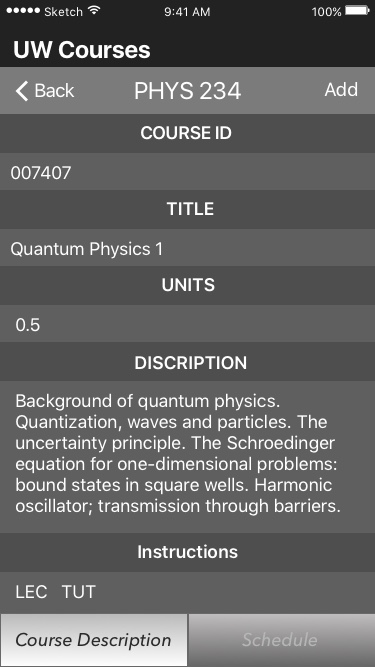 Sketch 9:41 AM 100%
UW Courses
Back PHYS 234 Add
COURSE ID
007407
TITLE
Quantum Physics 1
UNITS
0.5
DISCRIPTION
Background of quantum physics.
Quantization, waves and particles. The
uncertainty principle. The Schroedinger
equation for one-dimensional problems:
bound states in square wells. Harmonic
oscillator; transmission through barriers.
Instructions
LEC TUT
Course Description Schedule